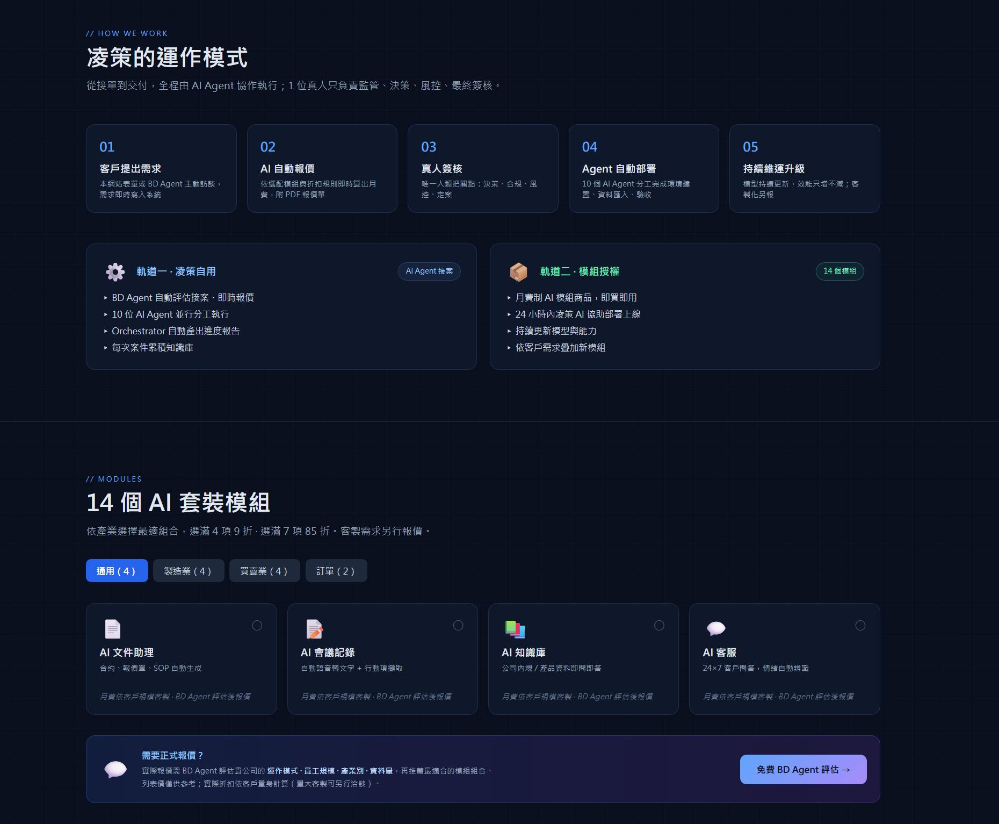 // HOW WE WORK
凌策的運作模式
從接單到交付，全程由 AI Agent 協作執行；1 位真人只負責監管、決策、風控、最終簽核。
01
客戶提出需求
本網站表單或 BD Agent 主動訪談，
需求即時寫入系統
02
AI 自動報價
依選配模組與折扣規則即時算出月
費，附 PDF 報價單
03
真人簽核
唯一人類把關點：決策、合規、風
控、定案
04
Agent 自動部署
10 個 AI Agent 分工完成環境建
置、資料匯入、驗收
05
持續維運升級
模型持續更新，效能只增不減；客
製化另報
軌道一 · 凌策自用
AI Agent 接案
▸ BD Agent 自動評估接案、即時報價
▸ 10 位 AI Agent 並行分工執行
▸ Orchestrator 自動產出進度報告
▸ 每次案件累積知識庫
軌道二 · 模組授權
14 個模組
▸ 月費制 AI 模組商品，即買即用
▸ 24 小時內凌策 AI 協助部署上線
▸ 持續更新模型與能力
▸ 依客戶需求疊加新模組
// MODULES
14 個 AI 套裝模組
依產業選擇最適組合，選滿 4 項 9 折 · 選滿 7 項 85 折。客製需求另行報價。
通用 ( 4 )
製造業 ( 4 )
買賣業 ( 4 )
訂單 ( 2 )
AI 文件助理
合約、報價單、SOP 自動生成
月費依客戶規模客製 · BD Agent 評估後報價
AI 會議記錄
自動語音轉文字 + 行動項擷取
月費依客戶規模客製 · BD Agent 評估後報價
AI 知識庫
公司內規 / 產品資料即問即答
月費依客戶規模客製 · BD Agent 評估後報價
AI 客服
24×7 客戶問答，情緒自動辨識
月費依客戶規模客製 · BD Agent 評估後報價
需要正式報價？
實際報價需 BD Agent 評估貴公司的 運作模式 · 員工規模 · 產業別 · 資料量，再推薦最適合的模組組合。
列表價僅供參考；實際折扣依客戶量身計算（量大客製可另行洽談）。
免費 BD Agent 評估 →